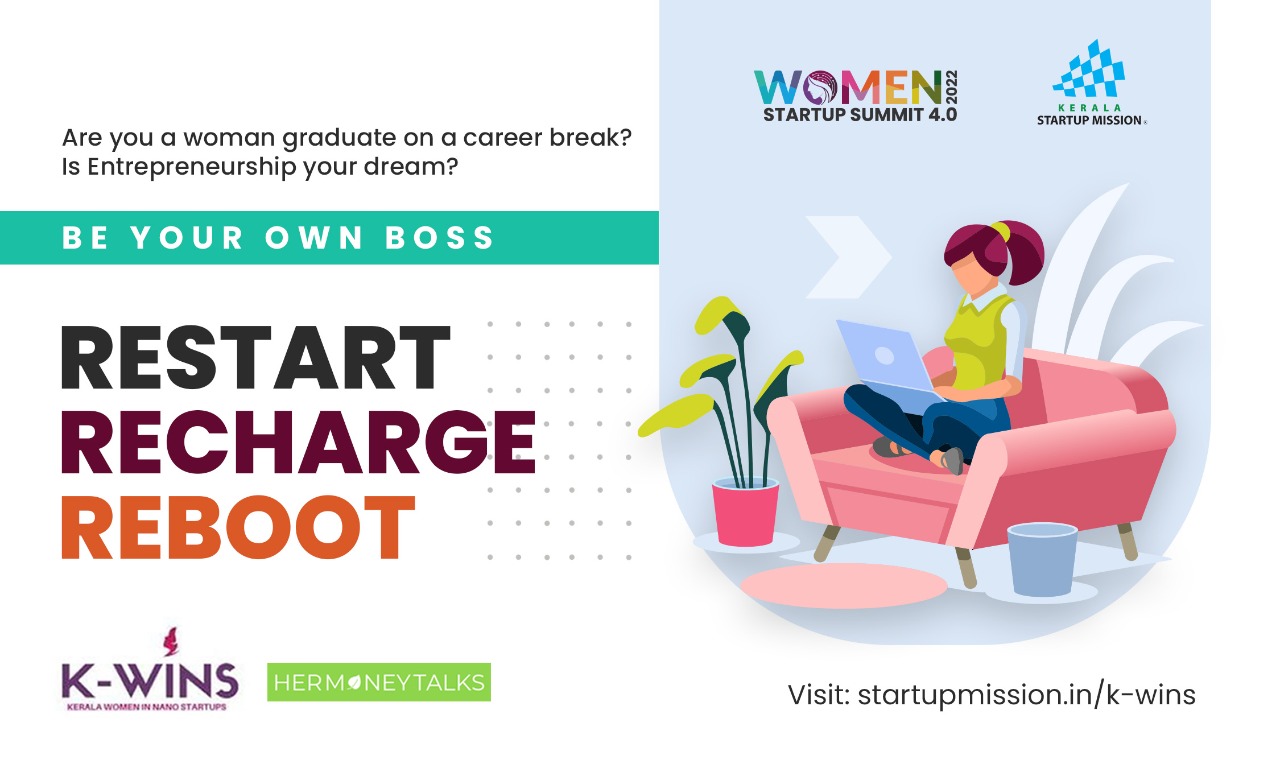 Are you a woman graduate on a career break?
Is Entrepreneurship your dream?
BE YOUR OWN BOSS
RESTART
RECHARGE
REBOOT
K-WINS
KERALA WOMEN IN NANO STARTUPS
HERMONEYTALKS
WOMEN 2022
STARTUP SUMMIT 4.0
KERALA
STARTUP MISSION
Visit: startupmission.in/k-wins